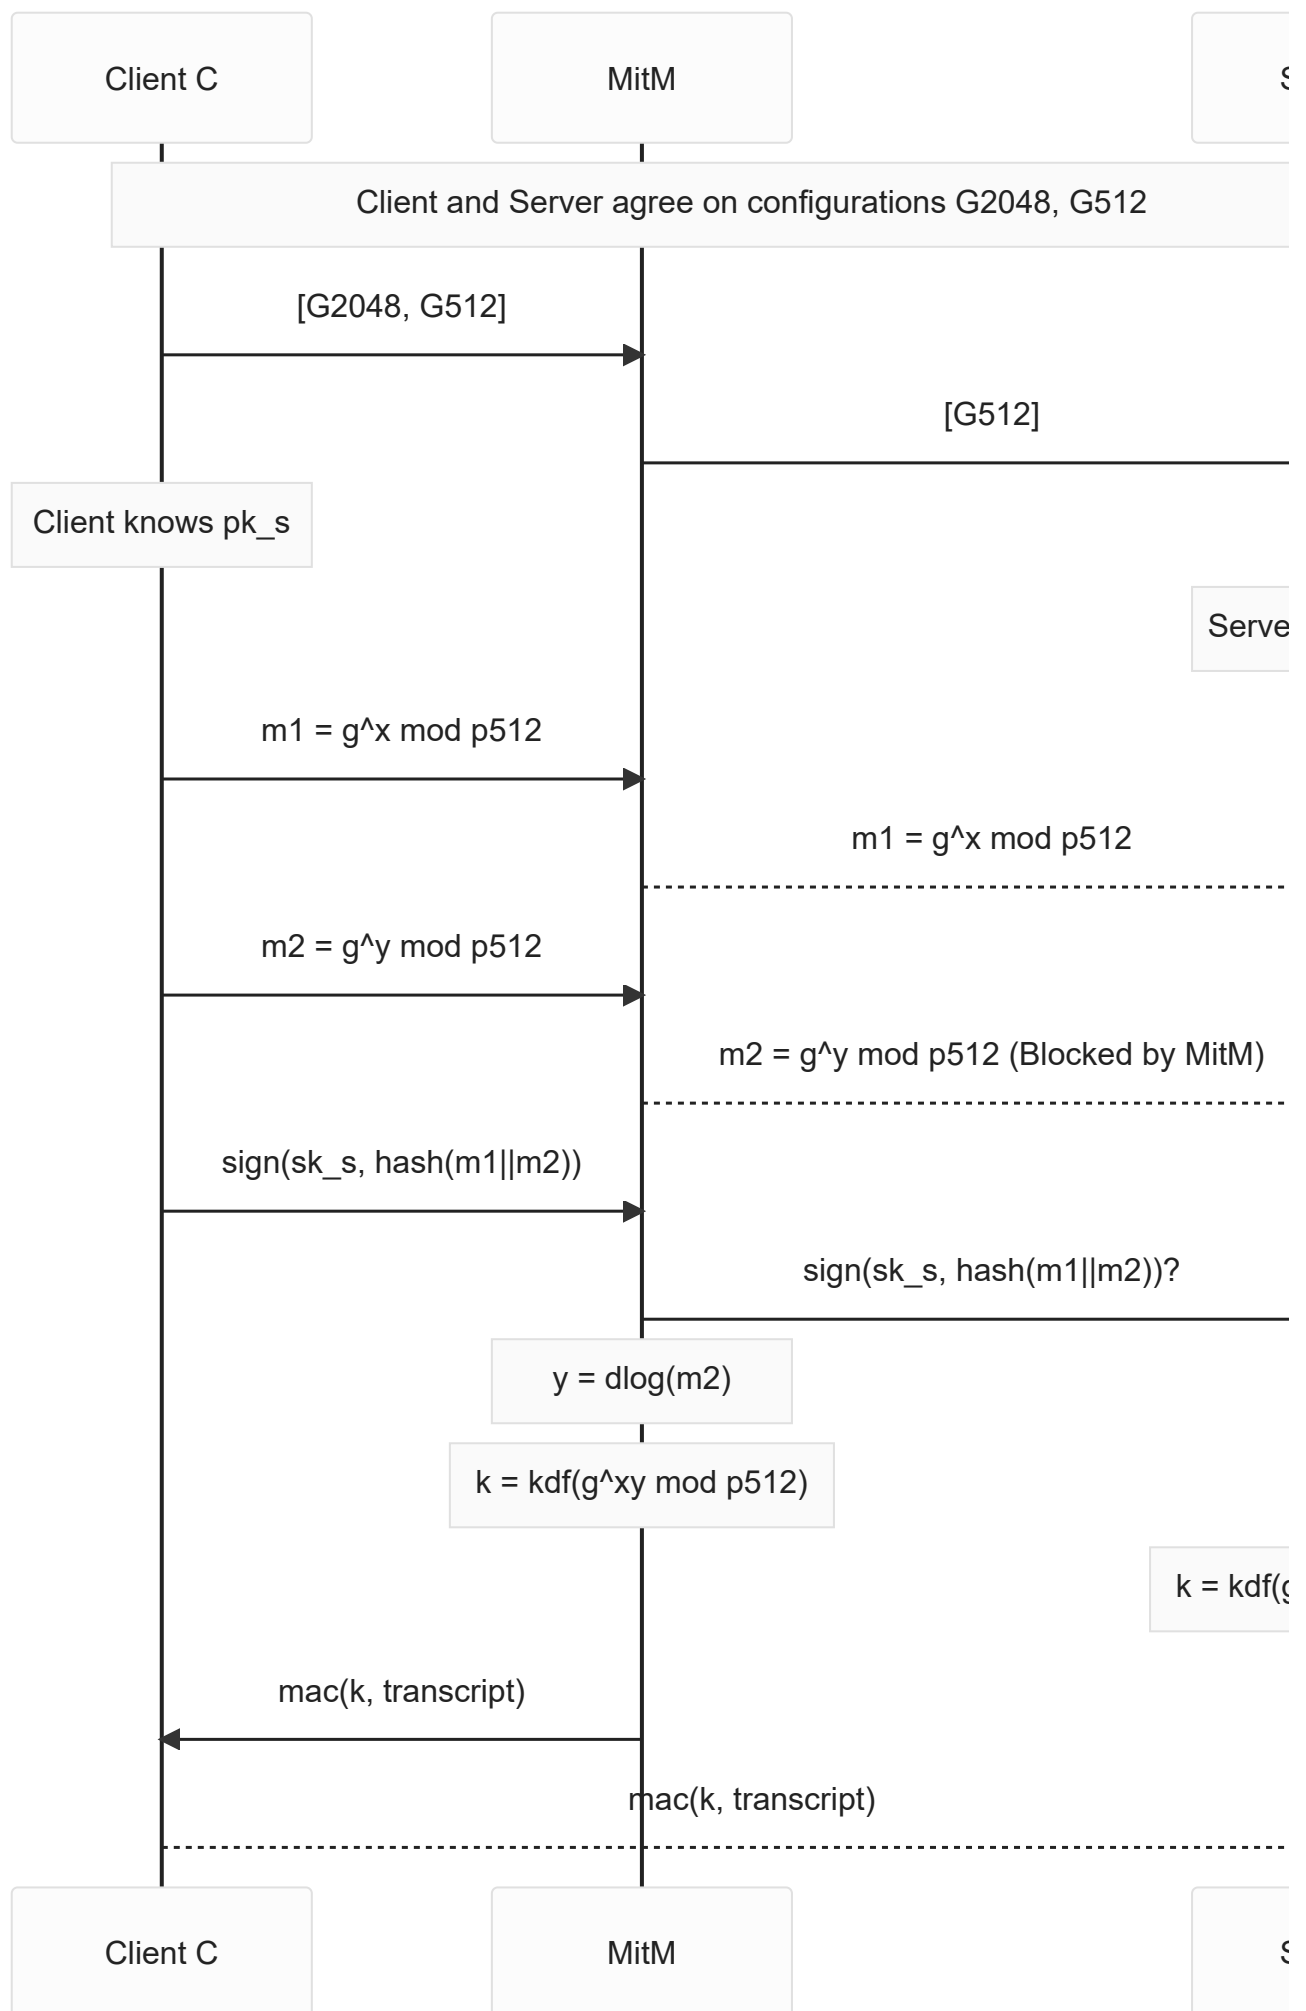 Client C
MitM
Client and Server agree on configurations G2048, G512
[G2048, G512]
[G512]
Client knows pk_s
m1 = g^x mod p512
m1 = g^x mod p512
m2 = g^y mod p512
m2 = g^y mod p512 (Blocked by MitM)
sign(sk_s, hash(m1||m2))
sign(sk_s, hash(m1||m2))?
y = dlog(m2)
k = kdf(g^xy mod p512)
k = kdf(
mac(k, transcript)
mac(k, transcript)
Client C
MitM